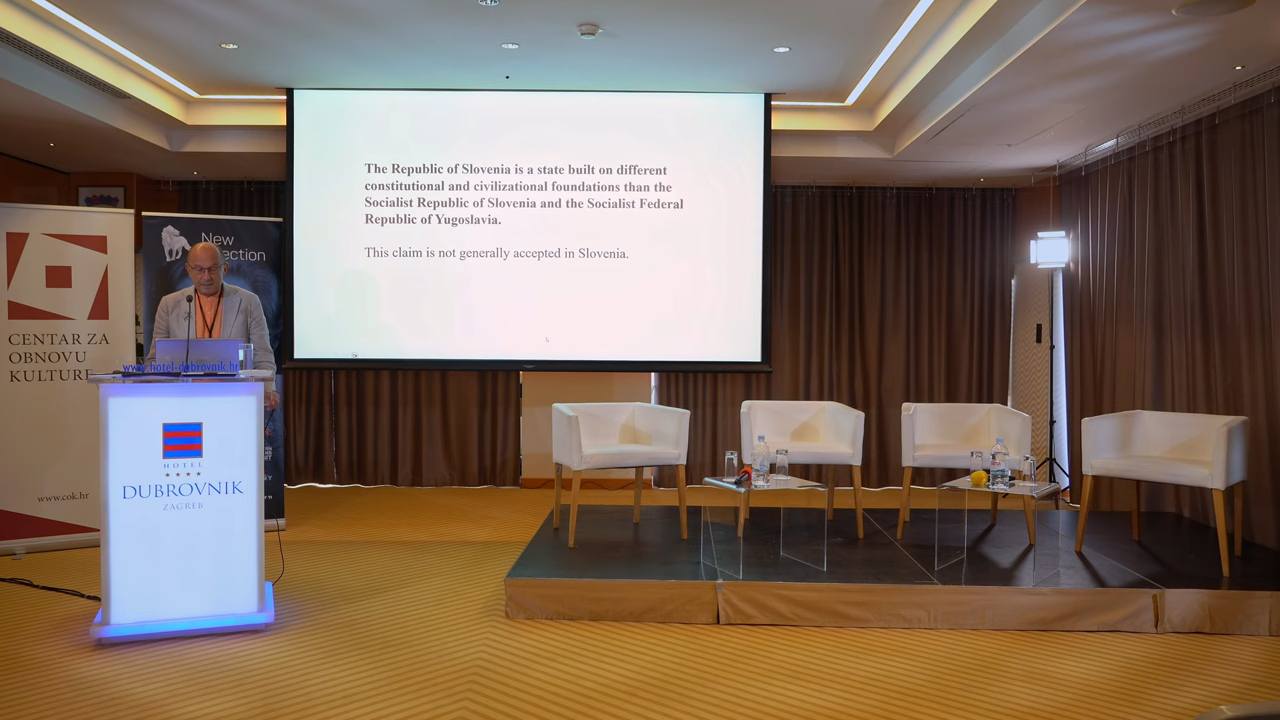 The Republic of Slovenia is a state built on different
constitutional and civilizational foundations than the
Socialist Republic of Slovenia and the Socialist Federal
Republic of Yugoslavia.
This claim is not generally accepted in Slovenia.
New
CENTAR ZA
OBNOVU
KULTURE
www.cok.hr
www.hotel-dubrovnik.hr
HOTEL
DUBROVNIK
ZAGREB